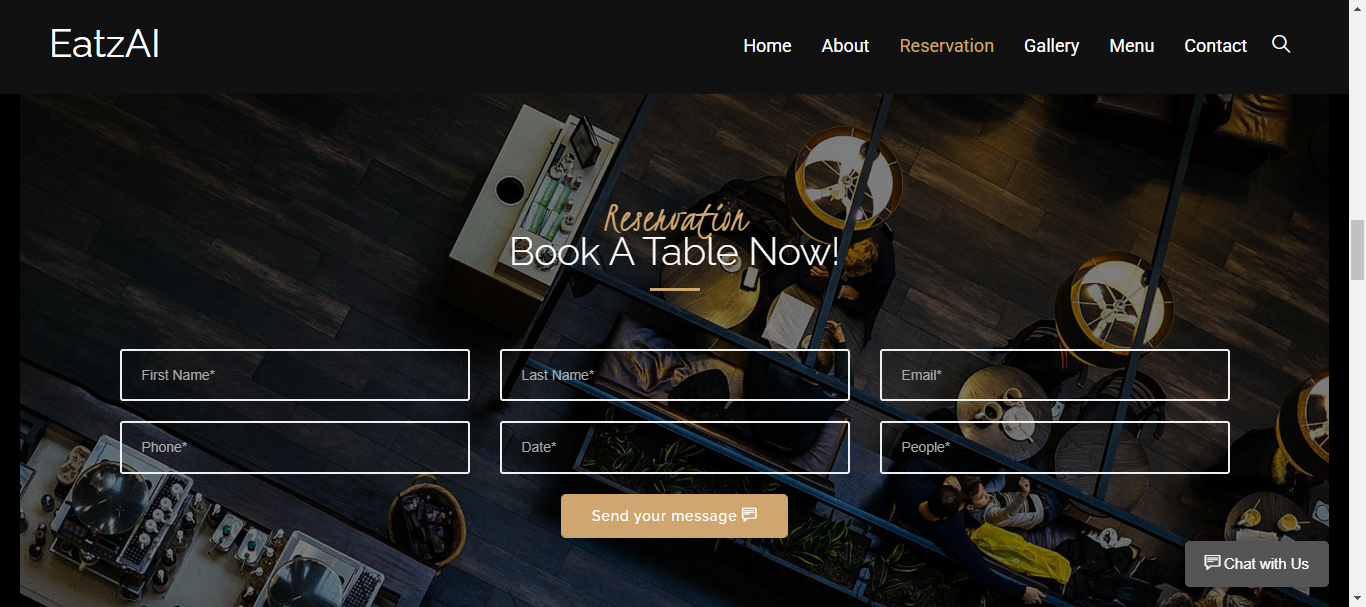 EatzAI
Home About Reservation Gallery Menu Contact
Reservation
Book A Table Now!
First Name* Last Name* Email*
Phone* Date* People*
Send your message
Chat with Us